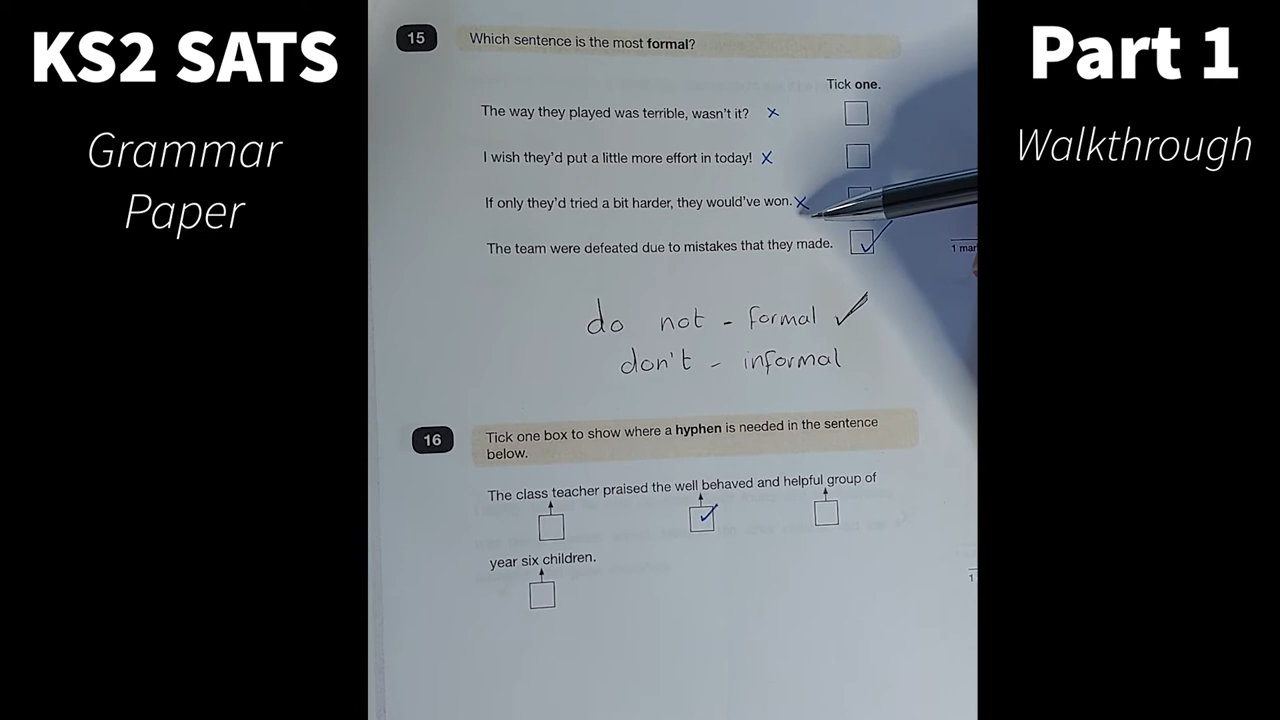 KS2 SATS
Grammar
Paper
Part 1
Walkthrough
15
Which sentence is the most formal?
Tick one.
The way they played was terrible, wasn't it? x
I wish they'd put a little more effort in today! x
If only they'd tried a bit harder, they would've won. x
The team were defeated due to mistakes that they made. ✓
1 mar
do not - formal ✓
don't - informal
16
Tick one box to show where a hyphen is needed in the sentence
below.
The class teacher praised the well behaved and helpful group of
✓
year six children.
1